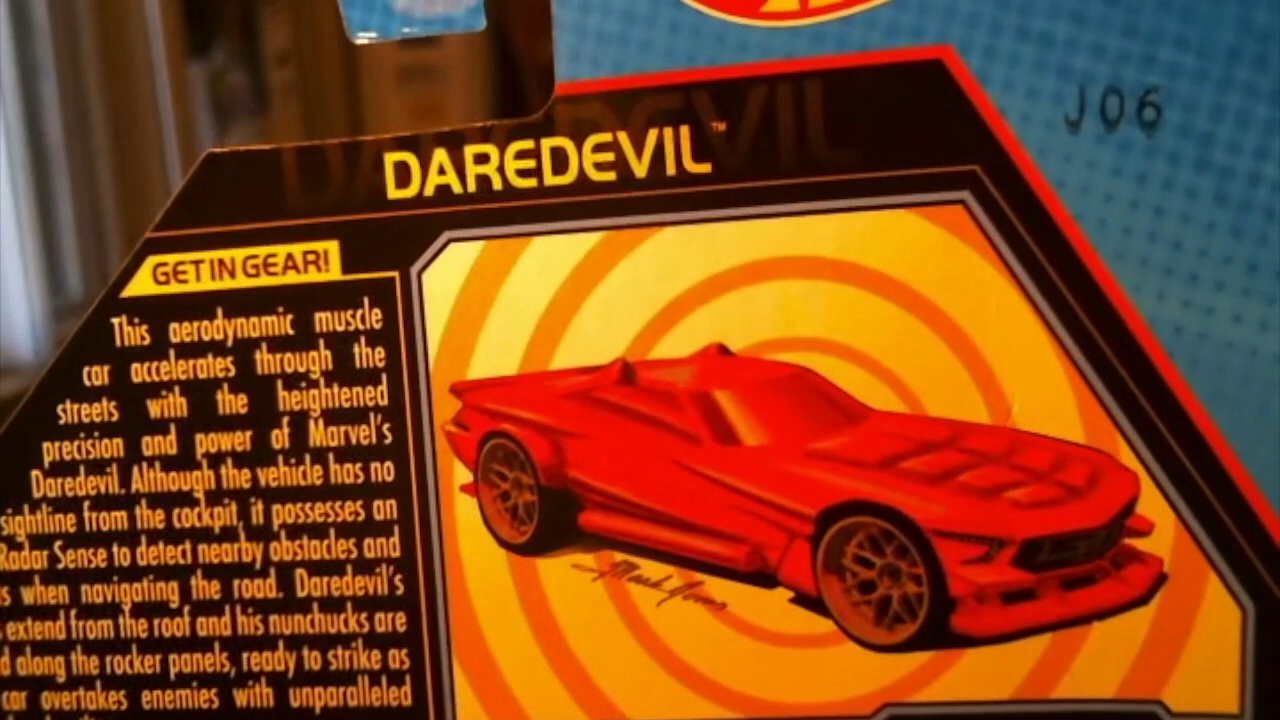 J06
DAREDEVIL™
GET IN GEAR!
This aerodynamic muscle
car accelerates through the
streets with the heightened
precision and power of Marvel's
Daredevil. Although the vehicle has no
sightline from the cockpit, it possesses an
Radar Sense to detect nearby obstacles and
when navigating the road. Daredevil's
extend from the roof and his nunchucks are
along the rocker panels, ready to strike as
car overtakes enemies with unparalleled